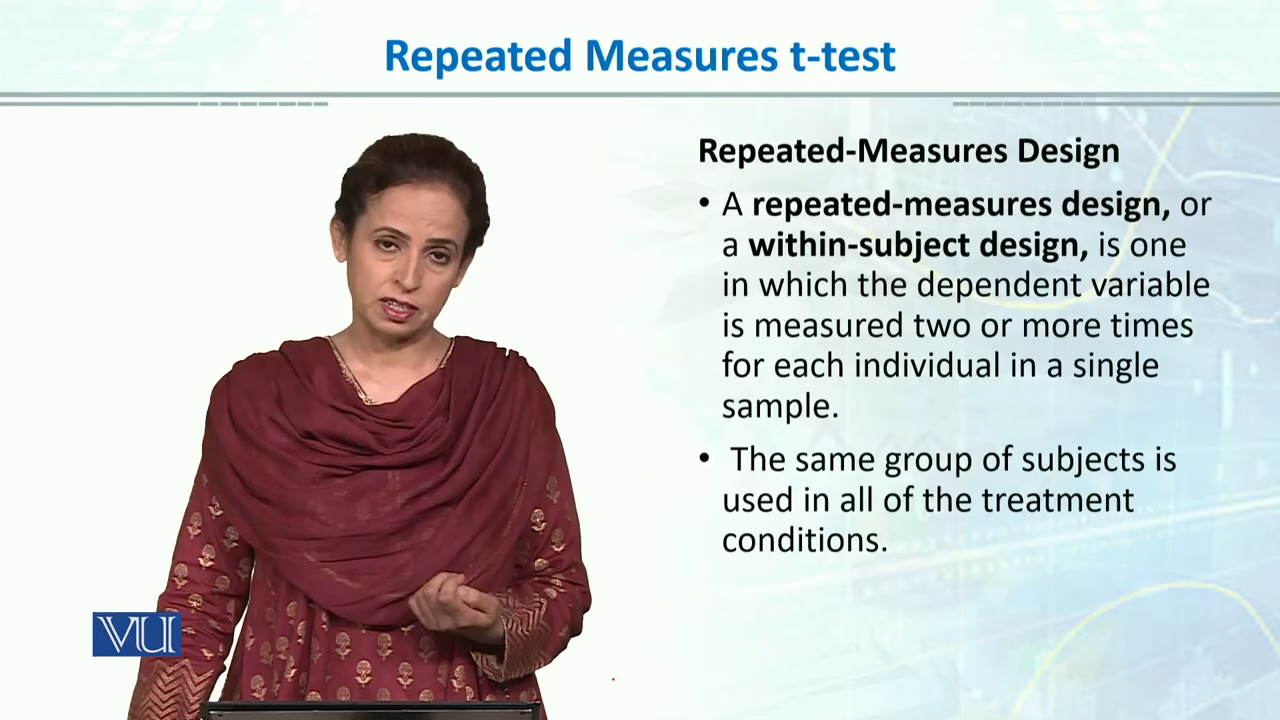 Repeated Measures t-test
Repeated-Measures Design
• A repeated-measures design, or
a within-subject design, is one
in which the dependent variable
is measured two or more times
for each individual in a single
sample.
• The same group of subjects is
used in all of the treatment
conditions.
VU